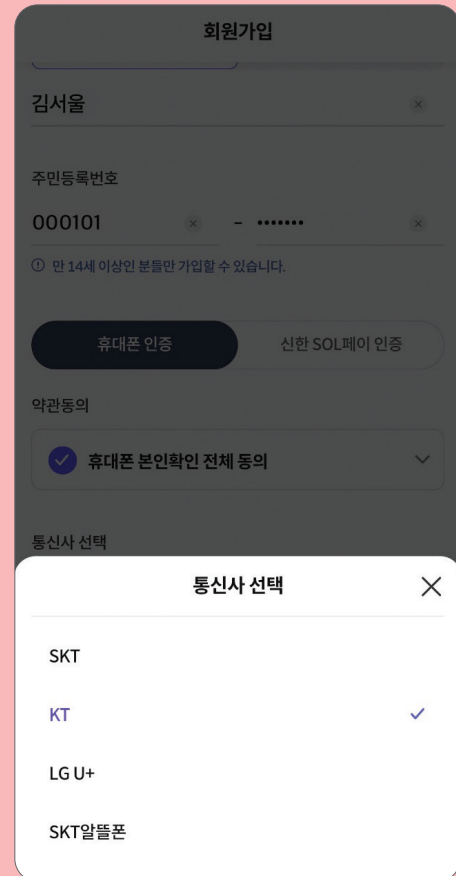 회원가입
김서울
주민등록번호
000101 - •••••••
만 14세 이상인 분들만 가입할 수 있습니다.
휴대폰 인증 신한 SOL페이 인증
약관동의
휴대폰 본인확인 전체 동의
통신사 선택
통신사 선택
SKT
KT
LG U+
SKT알뜰폰